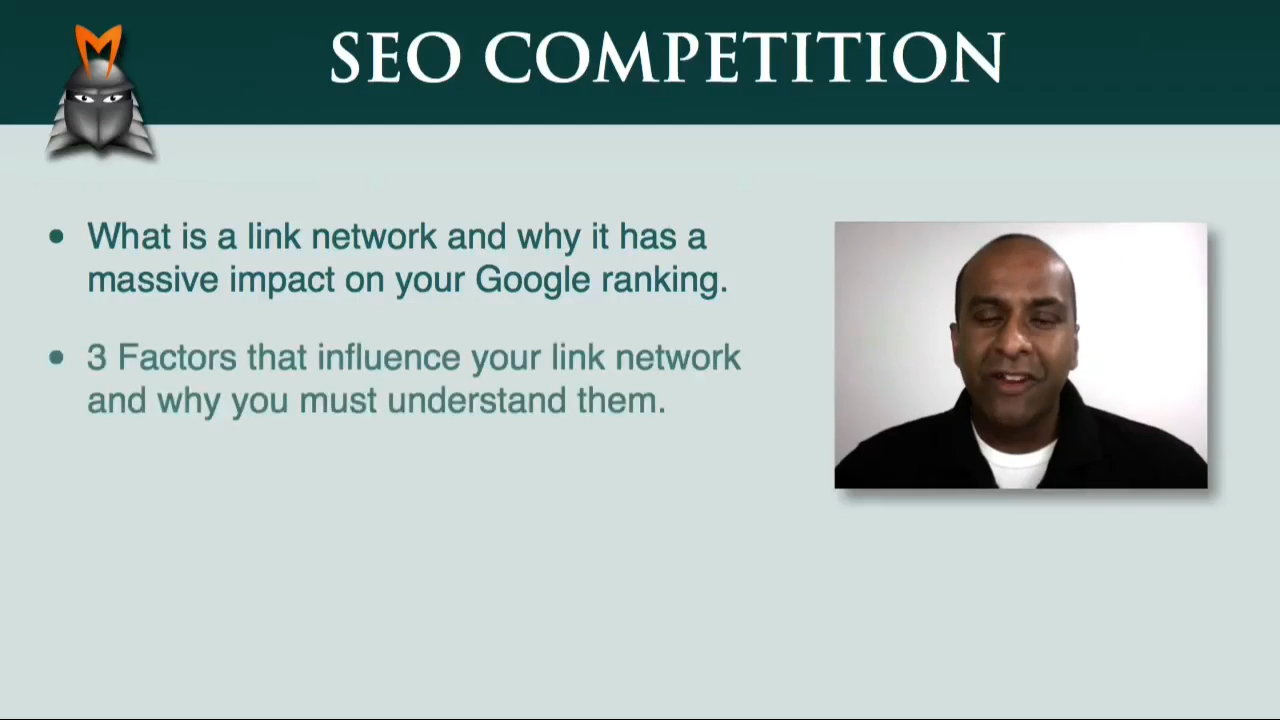 SEO COMPETITION
• What is a link network and why it has a
massive impact on your Google ranking.
• 3 Factors that influence your link network
and why you must understand them.